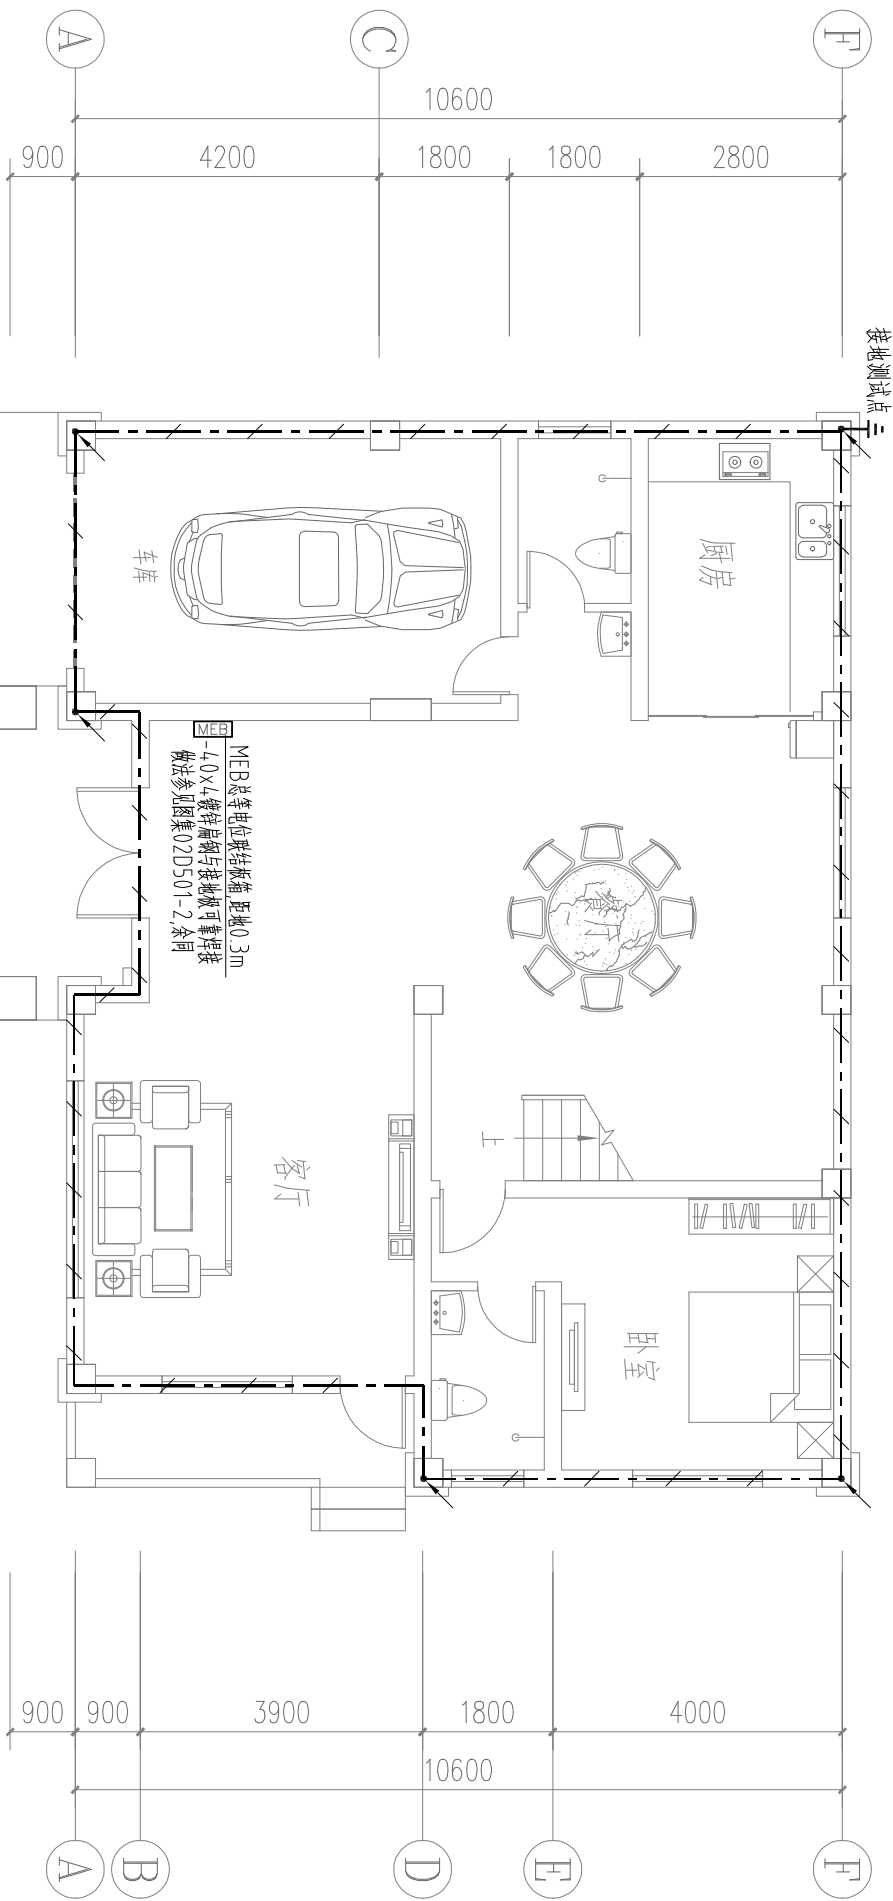 A
C
F
10600
900
4200
1800
1800
2800
接地测试点
车库
厨房
MEB
MEB总等电位联结板箱,距地0.3m
-40x4镀锌扁钢与接地极可靠焊接
做法参见图集02D501-2,余同
餐厅
上
客厅
卧室
900
900
3900
1800
4000
10600
A
B
D
E
F